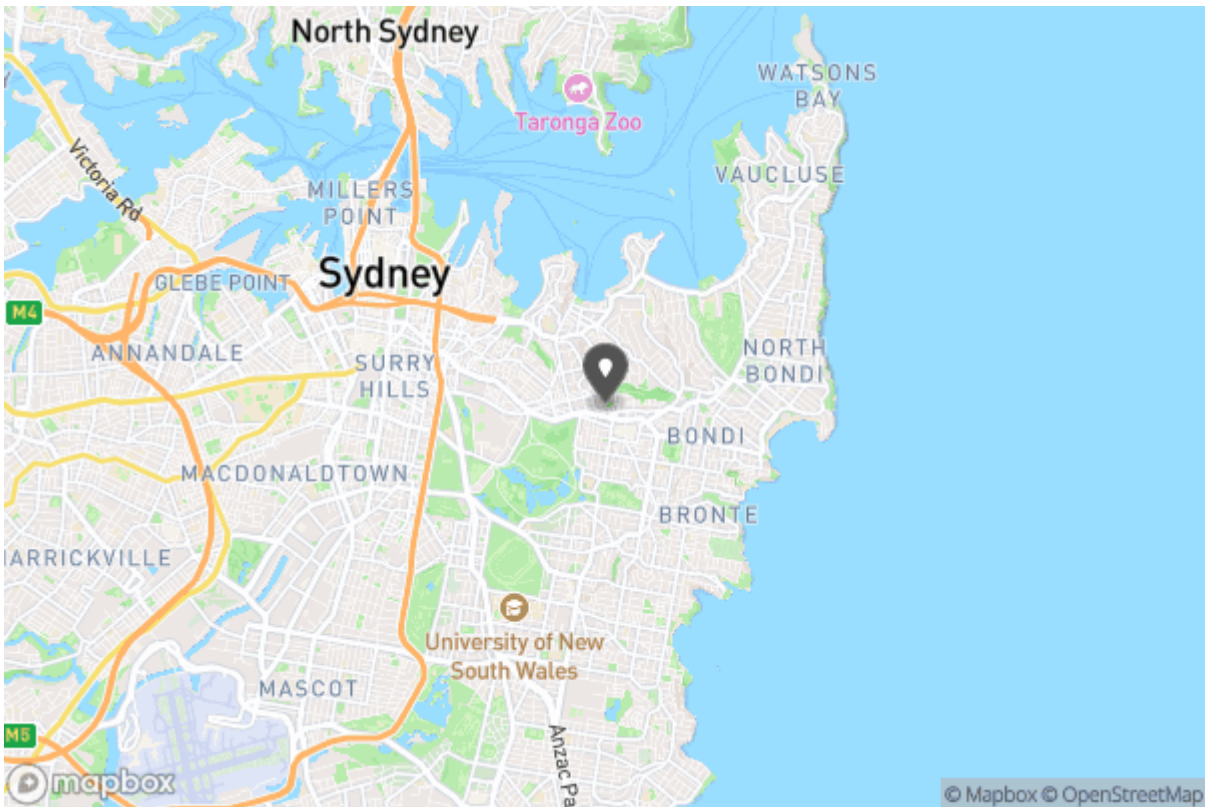 North Sydney
WATSONS
BAY
Taronga Zoo
Victoria Rd
VAUCLUSE
MILLERS
POINT
GLEBE POINT
Sydney
M4
ANNANDALE
SURRY
HILLS
NORTH
BONDI
BONDI
MACDONALDTOWN
BRONTE
ARRICKVILLE
University of New
South Wales
MASCOT
M5
Anzac Pa
mapbox
© Mapbox © OpenStreetMap